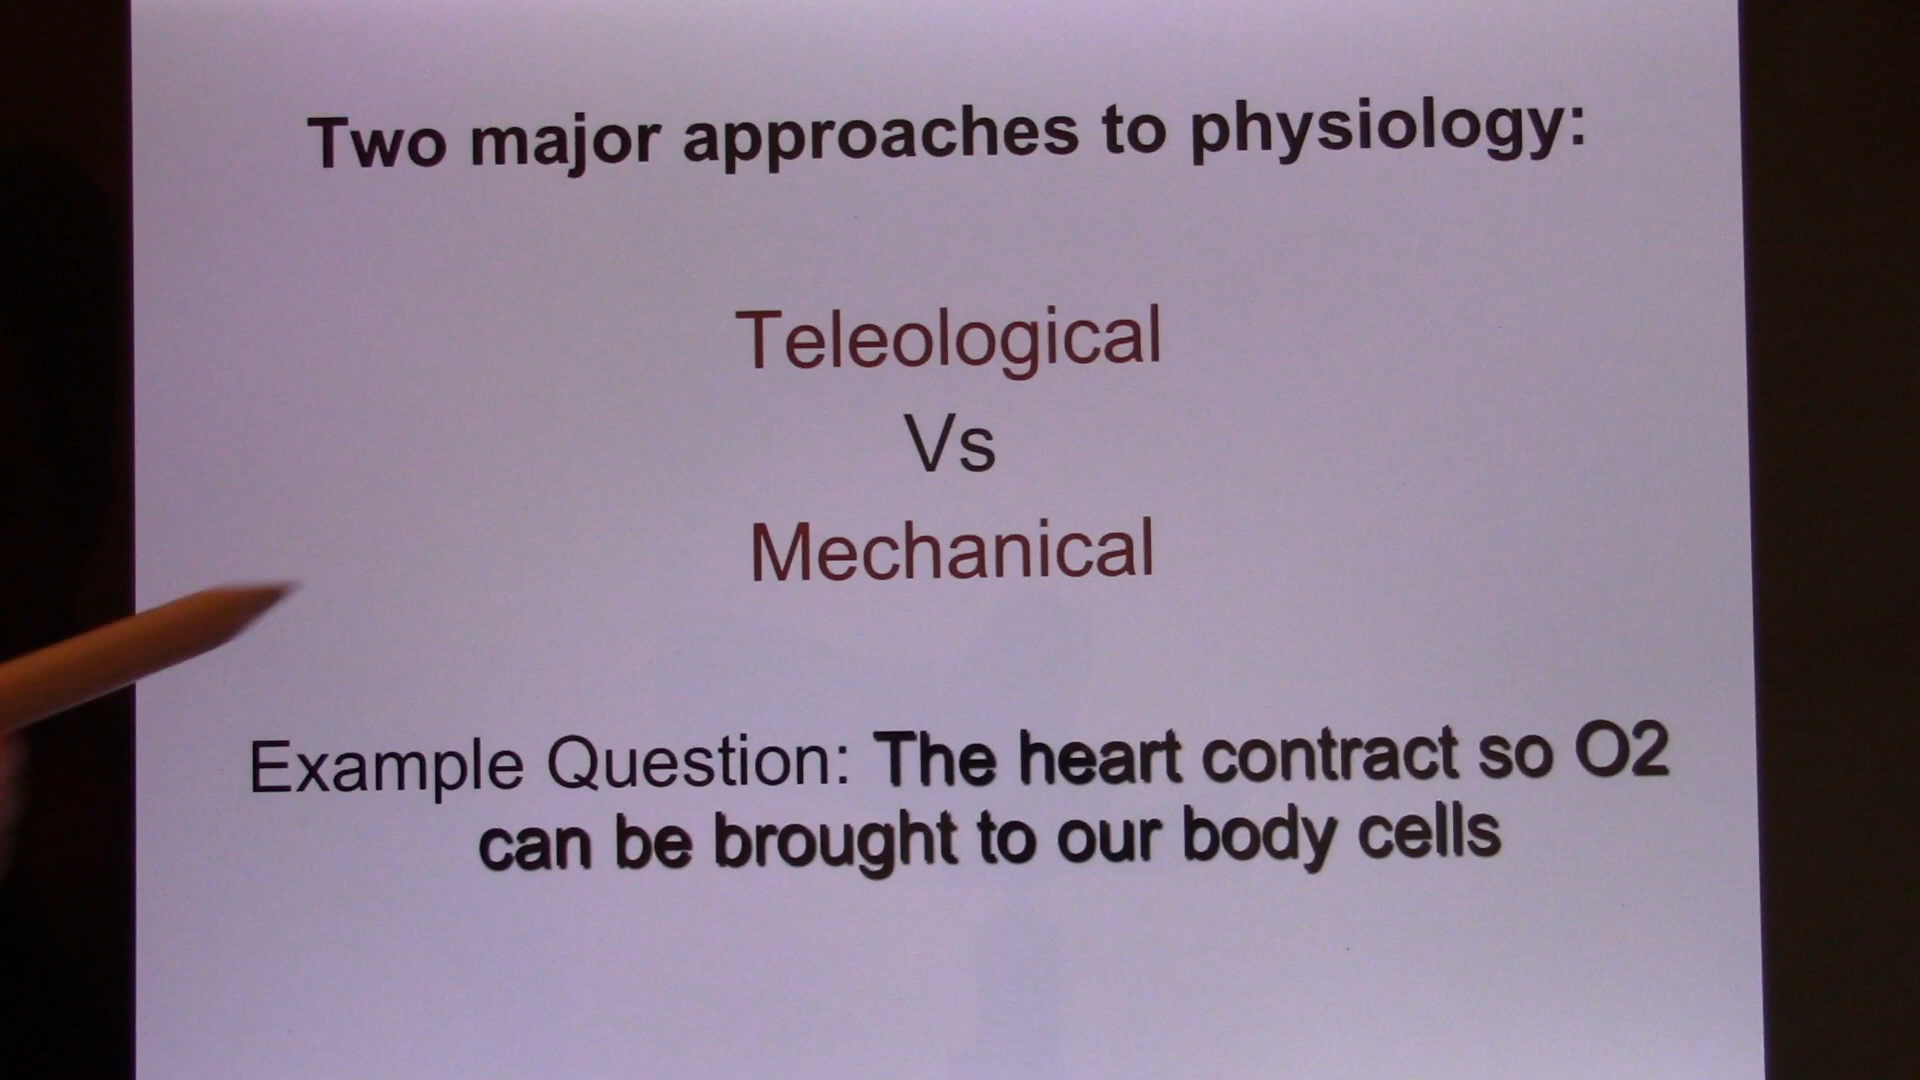 Two major approaches to physiology:
Teleological
Vs
Mechanical
Example Question: The heart contract so O2
can be brought to our body cells